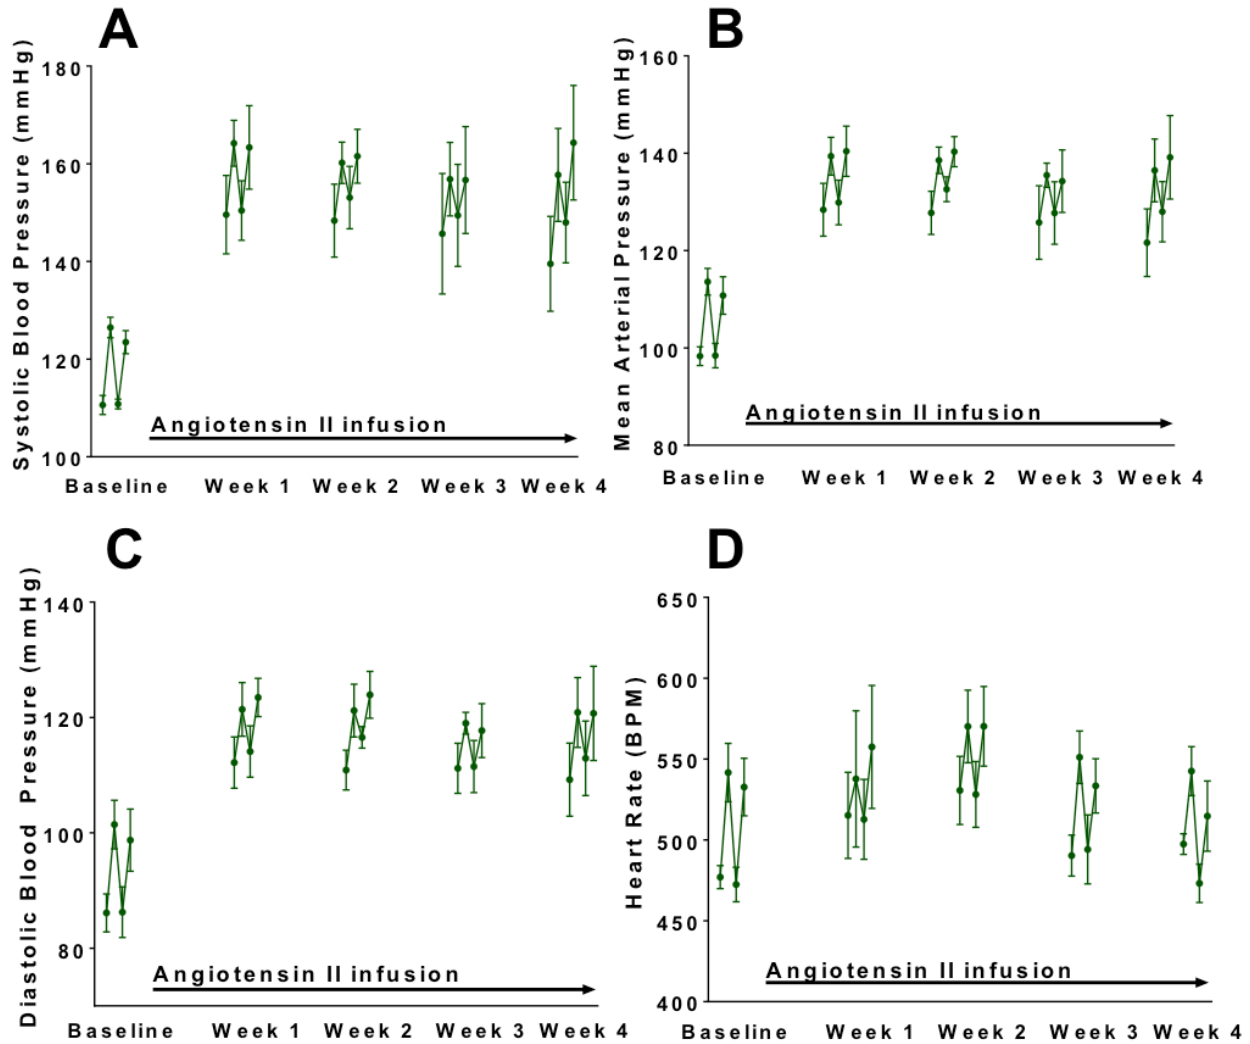 A
Systolic Blood Pressure (mmHg)
180
160
140
120
100
Angiotensin II infusion
Baseline Week 1 Week 2 Week 3 Week 4
B
Mean Arterial Pressure (mmHg)
160
140
120
100
80
Angiotensin II infusion
Baseline Week 1 Week 2 Week 3 Week 4
C
Diastolic Blood Pressure (mmHg)
140
120
100
80
Angiotensin II infusion
Baseline Week 1 Week 2 Week 3 Week 4
D
Heart Rate (BPM)
650
600
550
500
450
400
Angiotensin II infusion
Baseline Week 1 Week 2 Week 3 Week 4